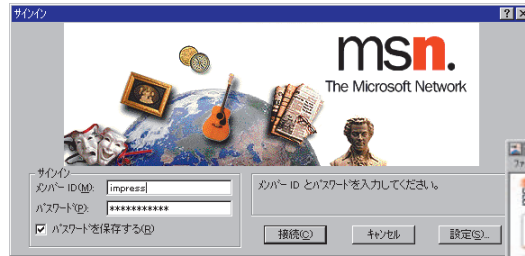 サインイン
msn.
The Microsoft Network
サインイン
メンバー ID(M): impress
メンバー ID とパスワードを入力してください。
パスワード(P): ***********
パスワードを保存する(R)
接続(C) キャンセル 設定(S)...